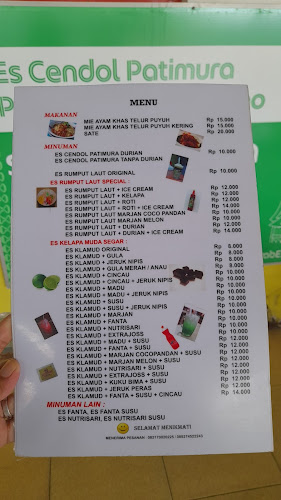 Es Cendol Patimura
MENU
MAKANAN
MIE AYAM KHAS TELUR PUYUH Rp 15.000
MIE AYAM KHAS TELUR PUYUH KERING Rp 15.000
SATE Rp 20.000
MINUMAN
ES CENDOL PATIMURA DURIAN Rp 10.000
ES CENDOL PATIMURA TANPA DURIAN
ES RUMPUT LAUT ORIGINAL Rp 10.000
ES RUMPUT LAUT SPECIAL :
ES RUMPUT LAUT + ICE CREAM Rp 12.000
ES RUMPUT LAUT + KELAPA Rp 12.000
ES RUMPUT LAUT + ROTI Rp 12.000
ES RUMPUT LAUT + ROTI + ICE CREAM Rp 14.000
ES RUMPUT LAUT MARJAN COCO PANDAN Rp 10.000
ES RUMPUT LAUT MARJAN MELON Rp 10.000
ES RUMPUT LAUT + DURIAN Rp 12.000
ES RUMPUT LAUT + DURIAN + ICE CREAM Rp 14.000
ES KELAPA MUDA SEGAR
ES KLAMUD ORIGINAL Rp 8.000
ES KLAMUD + GULA Rp 8.000
ES KLAMUD + JERUK NIPIS Rp 9.000
ES KLAMUD + GULA MERAH / ANAU Rp 10.000
ES KLAMUD + CINCAU Rp 10.000
ES KLAMUD + CINCAU + JERUK NIPIS Rp 10.000
ES KLAMUD + MADU Rp 10.000
ES KLAMUD + MADU + JERUK NIPIS Rp 10.000
ES KLAMUD + SUSU Rp 10.000
ES KLAMUD + SUSU + JERUK NIPIS Rp 10.000
ES KLAMUD + MARJAN Rp 10.000
ES KLAMUD + FANTA Rp 10.000
ES KLAMUD + NUTRISARI Rp 10.000
ES KLAMUD + EXTRAJOSS Rp 10.000
ES KLAMUD + MADU + SUSU Rp 12.000
ES KLAMUD + FANTA + SUSU Rp 12.000
ES KLAMUD + MARJAN COCOPANDAN + SUSU Rp 12.000
ES KLAMUD + MARJAN MELON + SUSU Rp 12.000
ES KLAMUD + NUTRISARI + SUSU Rp 12.000
ES KLAMUD + EXTRAJOSS + SUSU Rp 12.000
ES KLAMUD + KUKU BIMA + SUSU Rp 12.000
ES KLAMUD + JERUK PERAS Rp 12.000
ES KLAMUD + FANTA + SUSU + CINCAU Rp 14.000
MINUMAN LAIN :
ES FANTA, ES FANTA SUSU
ES NUTRISARI, ES NUTRISARI SUSU
SELAMAT MENIKMATI
MENERIMA PESANAN :